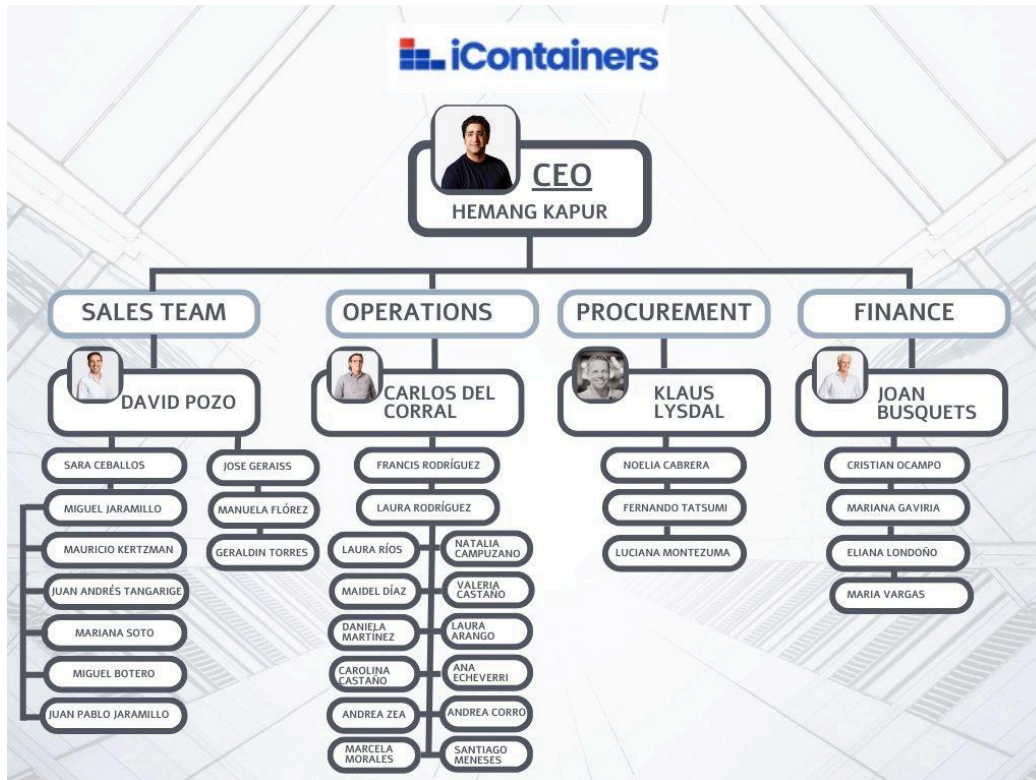 iContainers
CEO
HEMANG KAPUR
SALES TEAM
OPERATIONS
PROCUREMENT
FINANCE
DAVID POZO
CARLOS DEL
CORRAL
KLAUS
LYSDAL
JOAN
BUSQUETS
SARA CEBALLOS
MIGUEL JARAMILLO
MAURICIO KERTZMAN
JUAN ANDRÉS TANGARIGE
MARIANA SOTO
MIGUEL BOTERO
JUAN PABLO JARAMILLO
JOSE GERAISS
MANUELA FLÓREZ
GERALDIN TORRES
FRANCIS RODRÍGUEZ
LAURA RODRÍGUEZ
LAURA RÍOS
NATALIA
CAMPUZANO
MAIDEL DÍAZ
VALERIA
CASTAÑO
DANIELA
MARTÍNEZ
LAURA
ARANGO
CAROLINA
CASTAÑO
ANA
ECHEVERRI
ANDREA ZEA
ANDREA CORRO
MARCELA
MORALES
SANTIAGO
MENESES
NOELIA CABRERA
FERNANDO TATSUMI
LUCIANA MONTEZUMA
CRISTIAN OCAMPO
MARIANA GAVIRIA
ELIANA LONDOÑO
MARIA VARGAS